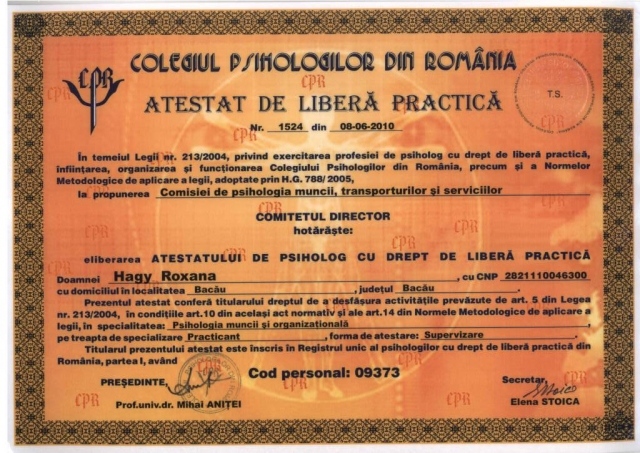 COLEGIUL PSIHOLOGILOR DIN ROMÂNIA
CPR
T.S.
ATESTAT DE LIBERĂ PRACTICĂ
Nr. 1524 din 08-06-2010
În temeiul Legii nr. 213/2004, privind exercitarea profesiei de psiholog cu drept de liberă practică,
înființarea, organizarea și funcționarea Colegiului Psihologilor din România, precum și a Normelor
Metodologice de aplicare a legii, adoptate prin H.G. 788/ 2005,
la propunerea Comisiei de psihologia muncii, transporturilor și serviciilor
COMITETUL DIRECTOR
hotărăște:
eliberarea ATESTATULUI DE PSIHOLOG CU DREPT DE LIBERĂ PRACTICĂ
Doamnei Hagy Roxana , cu CNP 2821110046300
cu domiciliul în localitatea Bacău , județul Bacău .
Prezentul atestat conferă titularului dreptul de a desfășura activitățile prevăzute de art. 5 din Legea
nr. 213/2004, în condițiile art.10 din același act normativ și ale art.14 din Normele Metodologice de aplicare a
legii, în specialitatea: Psihologia muncii și organizațională ,
pe treapta de specializare Practicant , forma de atestare: Supervizare .
Titularul prezentului atestat este înscris în Registrul unic al psihologilor cu drept de liberă practică din
România, partea I, având
Cod personal: 09373
PREȘEDINTE,
Secretar,
Prof.univ.dr. Mihai ANIȚEI
Elena STOICA